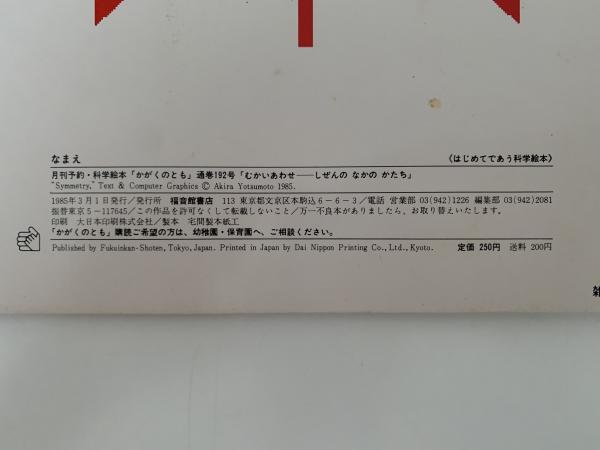 なまえ （はじめてであう科学絵本）
月刊予約・科学絵本「かがくのとも」通巻192号「むかいあわせ──しぜんの なかの かたち」
"Symmetry," Text & Computer Graphics © Akira Yotsumoto 1985.
1985年3月1日発行／発行所 福音館書店 113 東京都文京区本駒込6－6－3／電話 営業部 03(942)1226 編集部 03(942)2081
振替東京5－117645／この作品を許可なくして転載しないこと／万一不良本がありましたら、お取り替えいたします。
印刷 大日本印刷株式会社／製本 宅間製本紙工
「かがくのとも」購読ご希望の方は、幼稚園・保育園へ、ご相談ください。
Published by Fukuinkan-Shoten, Tokyo, Japan. Printed in Japan by Dai Nippon Printing Co., Ltd., Kyoto. 定価 250円 送料 200円
雑